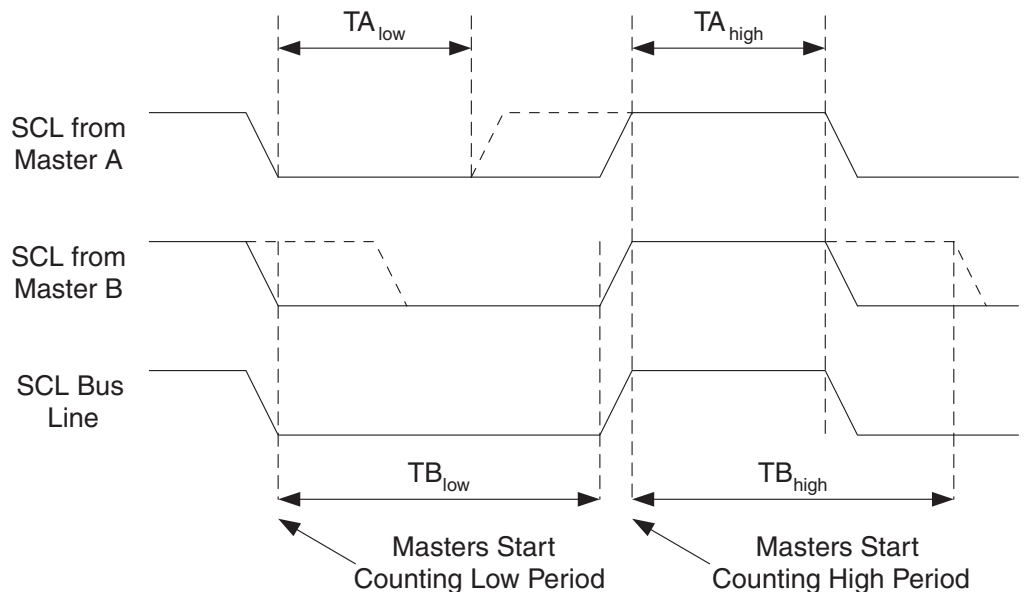 TA low
TA high
SCL from
Master A
SCL from
Master B
SCL Bus
Line
TB low
TB high
Masters Start
Counting Low Period
Masters Start
Counting High Period